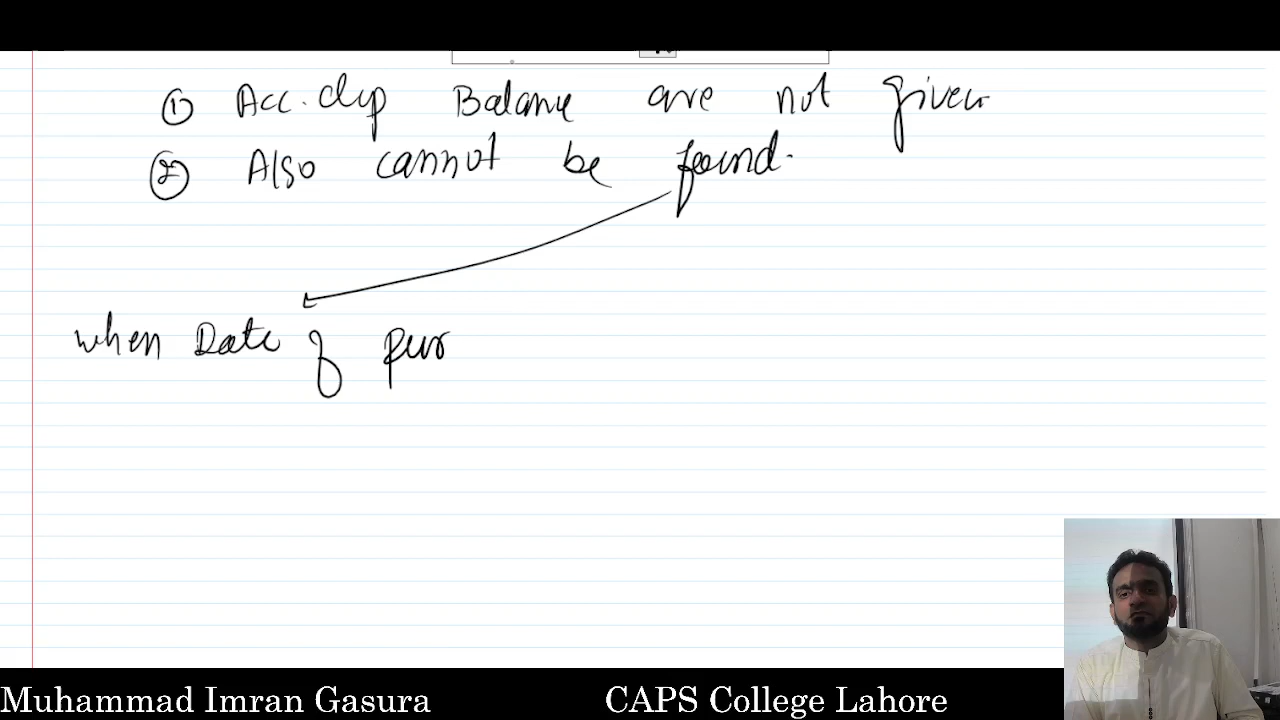 ① Acc. dep Balance are not given
② Also cannot be found.
when Date of pur
Muhammad Imran Gasura CAPS College Lahore